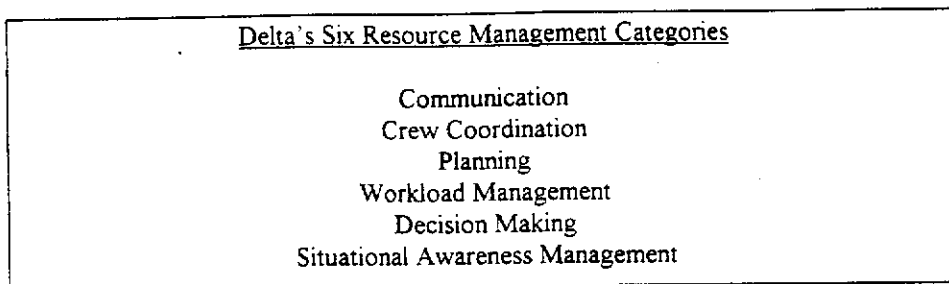 Delta's Six Resource Management Categories
Communication
Crew Coordination
Planning
Workload Management
Decision Making
Situational Awareness Management